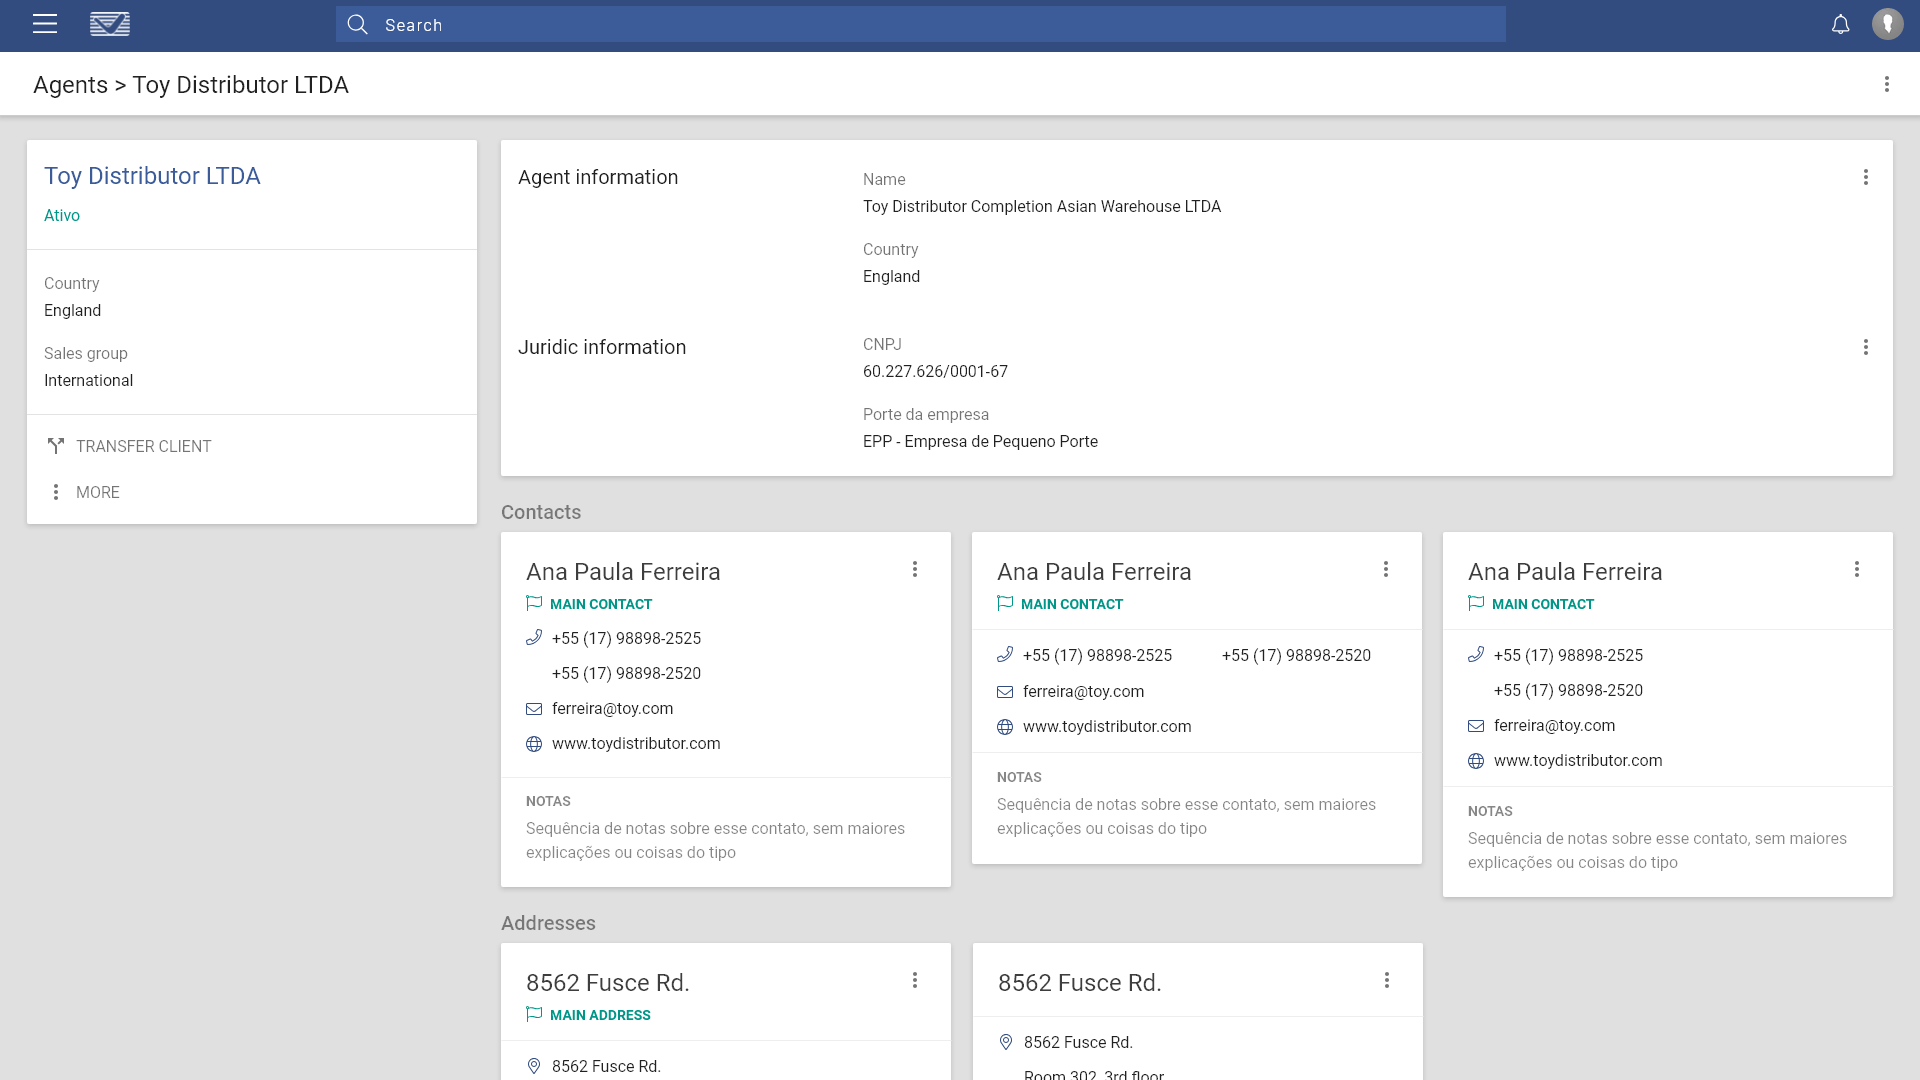 Search
Agents > Toy Distributor LTDA
Toy Distributor LTDA
Ativo
Country
England
Sales group
International
TRANSFER CLIENT
MORE
Agent information
Name
Toy Distributor Completion Asian Warehouse LTDA
Country
England
Juridic information
CNPJ
60.227.626/0001-67
Porte da empresa
EPP - Empresa de Pequeno Porte
Contacts
Ana Paula Ferreira
MAIN CONTACT
+55 (17) 98898-2525
+55 (17) 98898-2520
ferreira@toy.com
www.toydistributor.com
NOTAS
Sequência de notas sobre esse contato, sem maiores
explicações ou coisas do tipo
Ana Paula Ferreira
MAIN CONTACT
+55 (17) 98898-2525 +55 (17) 98898-2520
ferreira@toy.com
www.toydistributor.com
NOTAS
Sequência de notas sobre esse contato, sem maiores
explicações ou coisas do tipo
Ana Paula Ferreira
MAIN CONTACT
+55 (17) 98898-2525
+55 (17) 98898-2520
ferreira@toy.com
www.toydistributor.com
NOTAS
Sequência de notas sobre esse contato, sem maiores
explicações ou coisas do tipo
Addresses
8562 Fusce Rd.
MAIN ADDRESS
8562 Fusce Rd.
8562 Fusce Rd.
8562 Fusce Rd.
Room 302, 3rd floor